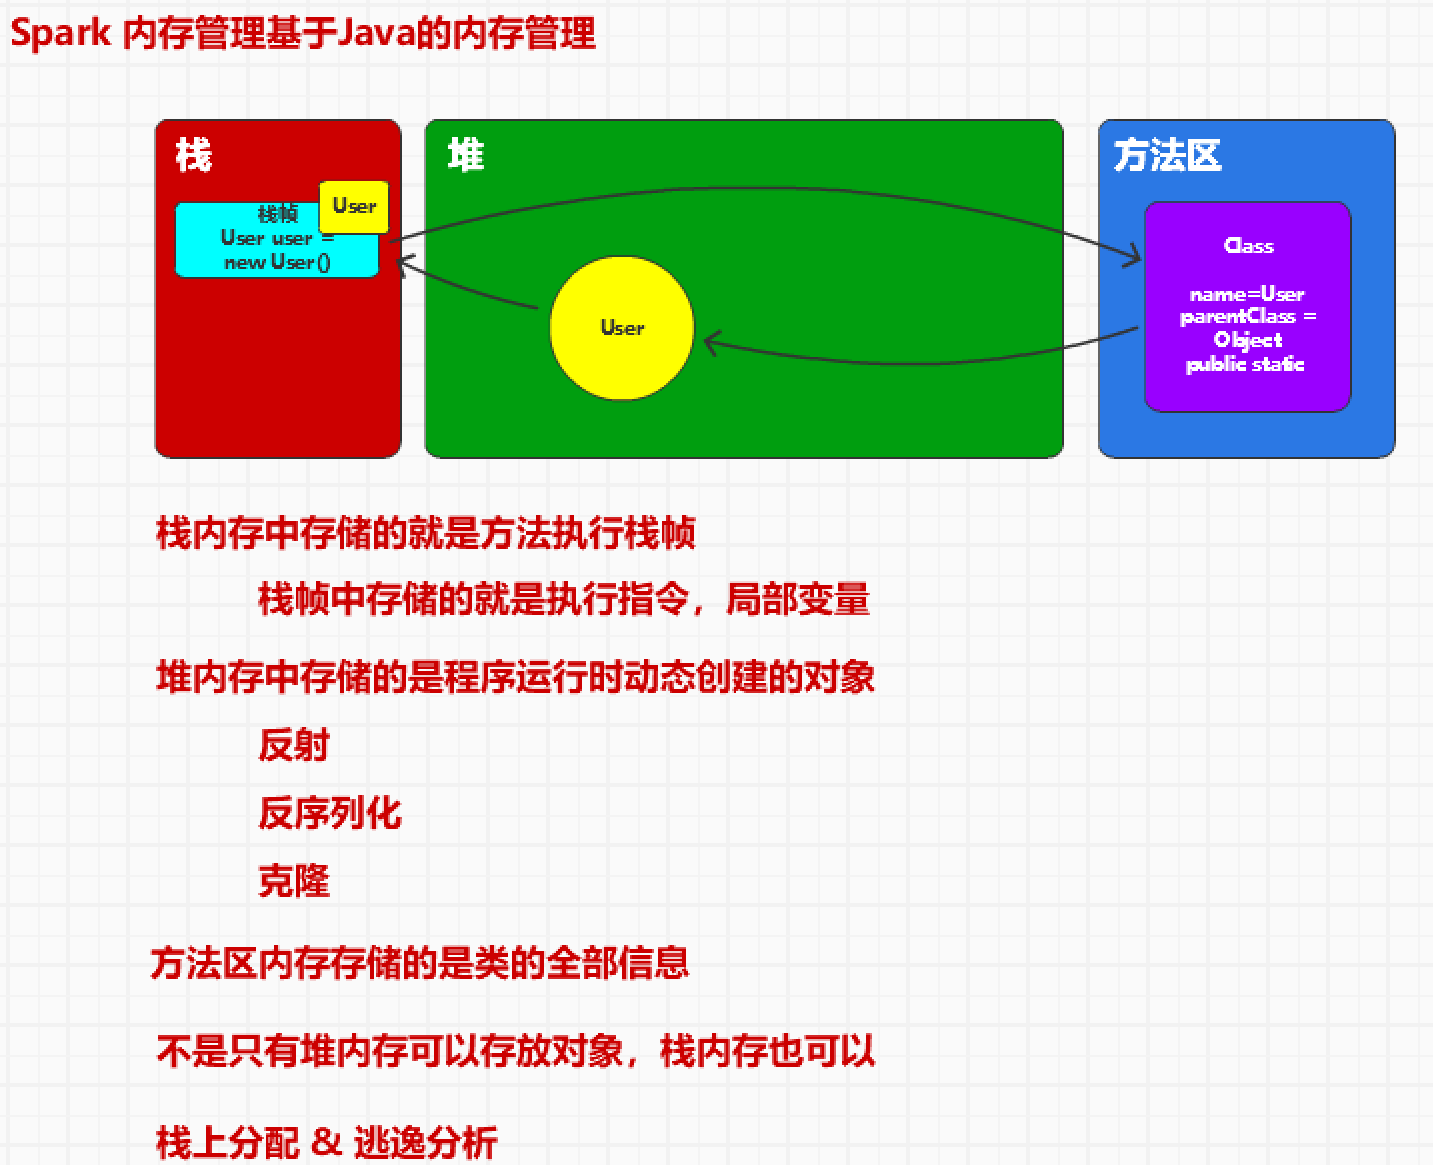 Spark 内存管理基于Java的内存管理
栈
堆
方法区
User
栈帧
User user =
new User()
User
Class
name=User
parentClass =
Object
public static
栈内存中存储的就是方法执行栈帧
栈帧中存储的就是执行指令，局部变量
堆内存中存储的是程序运行时动态创建的对象
反射
反序列化
克隆
方法区内存存储的是类的全部信息
不是只有堆内存可以存放对象，栈内存也可以
栈上分配 & 逃逸分析